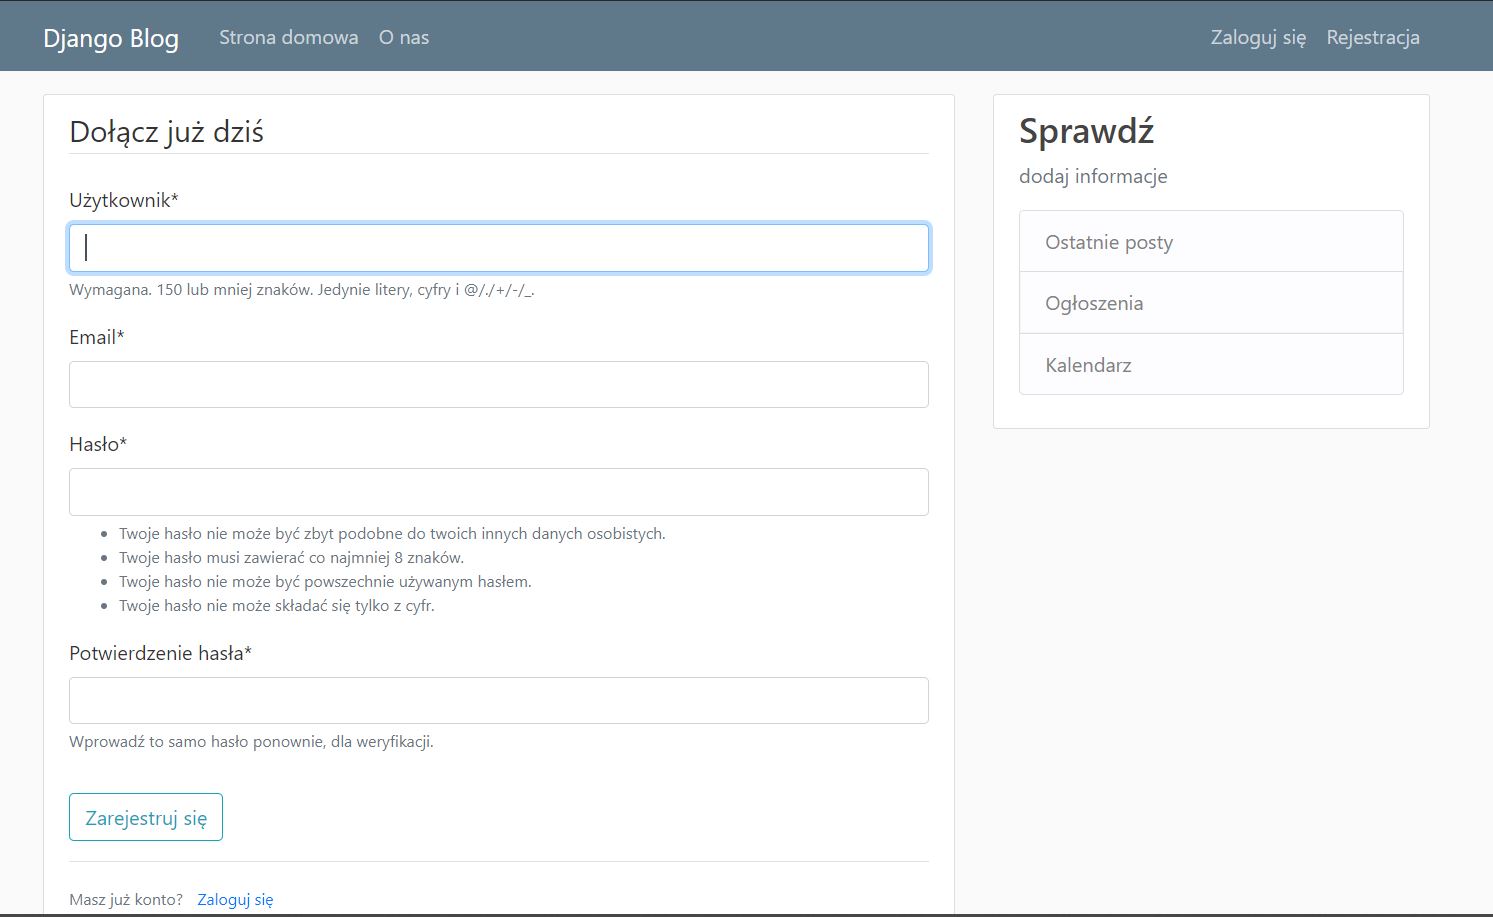 Django Blog Strona domowa O nas Zaloguj się Rejestracja
Dołącz już dziś
Użytkownik*
Wymagana. 150 lub mniej znaków. Jedynie litery, cyfry i @/./+/-/_.
Email*
Hasło*
Twoje hasło nie może być zbyt podobne do twoich innych danych osobistych.
Twoje hasło musi zawierać co najmniej 8 znaków.
Twoje hasło nie może być powszechnie używanym hasłem.
Twoje hasło nie może składać się tylko z cyfr.
Potwierdzenie hasła*
Wprowadź to samo hasło ponownie, dla weryfikacji.
Zarejestruj się
Masz już konto? Zaloguj się
Sprawdź
dodaj informacje
Ostatnie posty
Ogłoszenia
Kalendarz